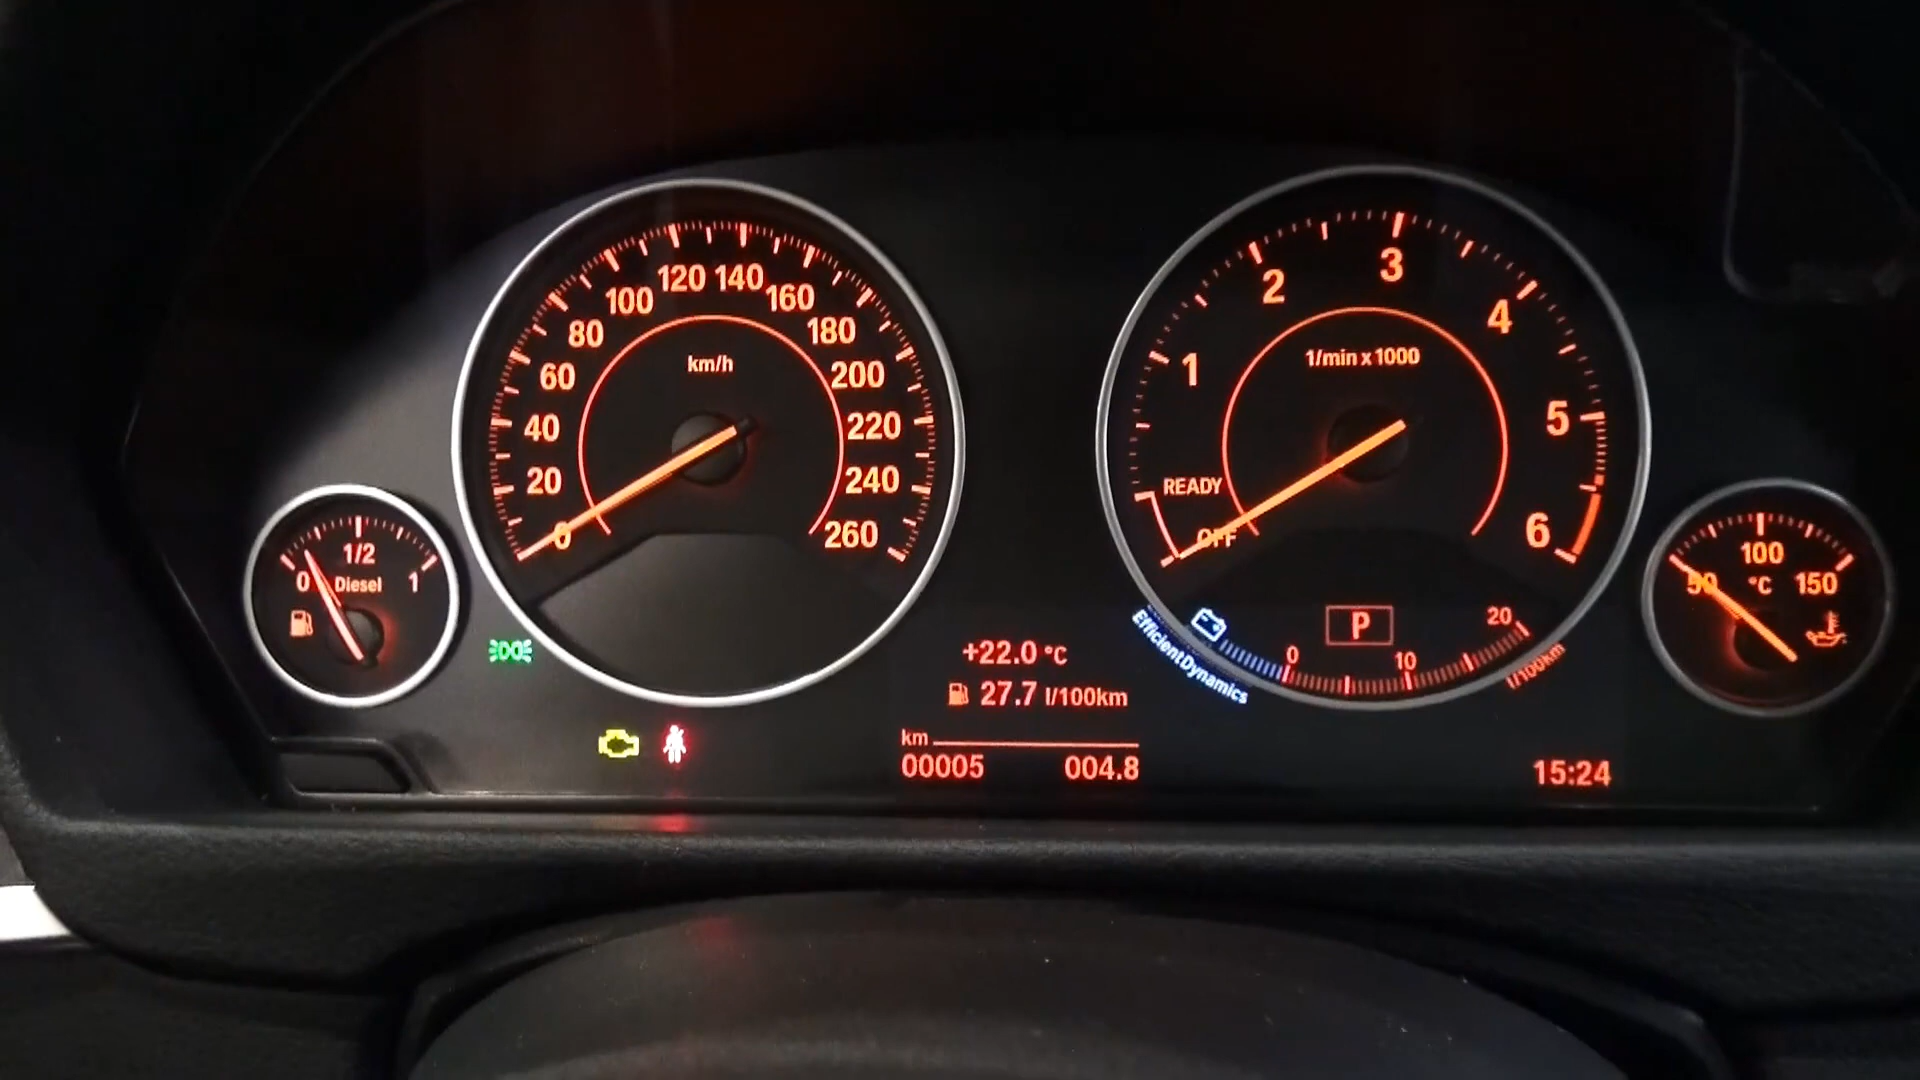 120 140
100 160
80 180
60 200
40 220
20 240
0 260
km/h
1/2
0 1
Diesel
3
2 4
1 5
6
1/min x 1000
READY
OFF
P
EfficientDynamics
0 10 20
l/100km
100
50 °C 150
+22.0 °C
27.7 l/100km
km
00005 004.8
15:24